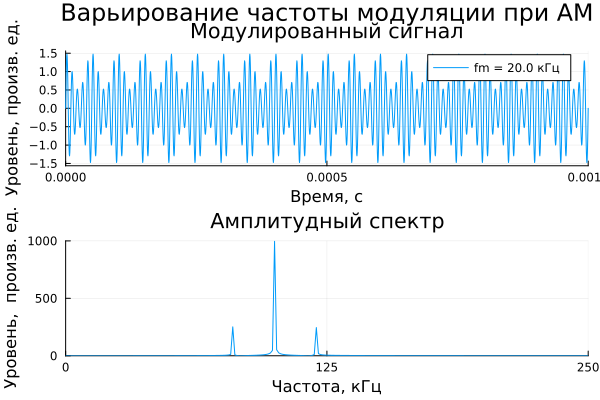 Варьирование частоты модуляции при АМ
Модулированный сигнал
Уровень, произв. ед.
1.5
1.0
0.5
0.0
−0.5
−1.0
−1.5
fm = 20.0 кГц
0.0000
0.0005
0.001
Время, с
Амплитудный спектр
Уровень, произв. ед.
1000
500
0
0
125
250
Частота, кГц